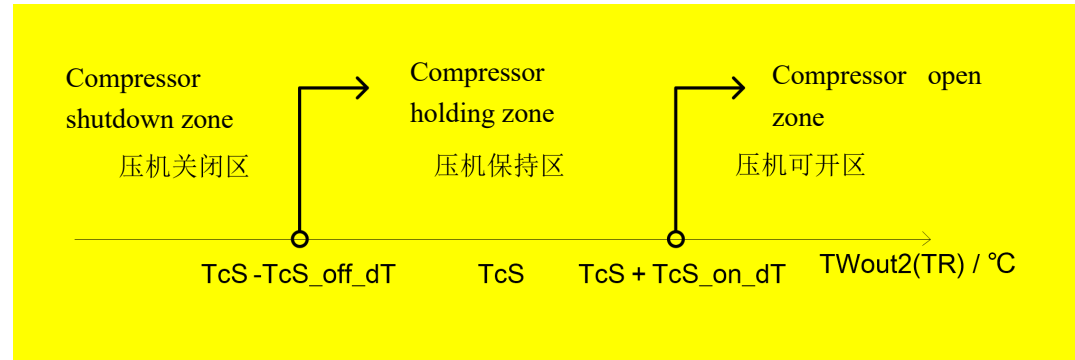 Compressor
shutdown zone
压机关闭区
Compressor
holding zone
压机保持区
Compressor open
zone
压机可开区
TcS -TcS_off_dT
TcS
TcS + TcS_on_dT
TWout2(TR) / ℃